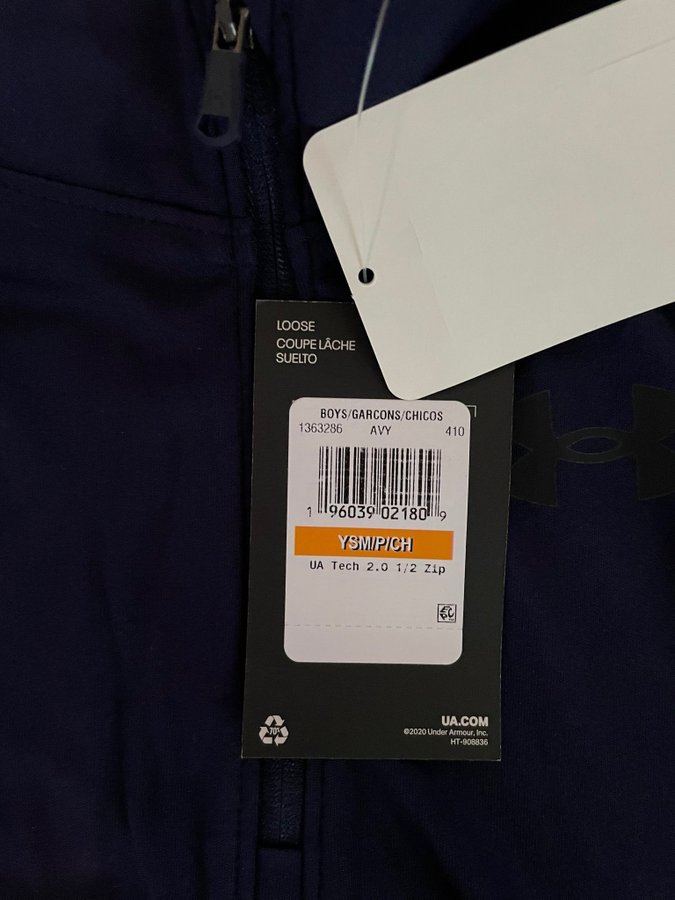 LOOSE
COUPE LÂCHE
SUELTO
BOYS/GARCONS/CHICOS
1363286 AVY 410
1 96039 02180 9
YSM/P/CH
UA Tech 2.0 1/2 Zip
70%
UA.COM
©2020 Under Armour, Inc.
HT-908836